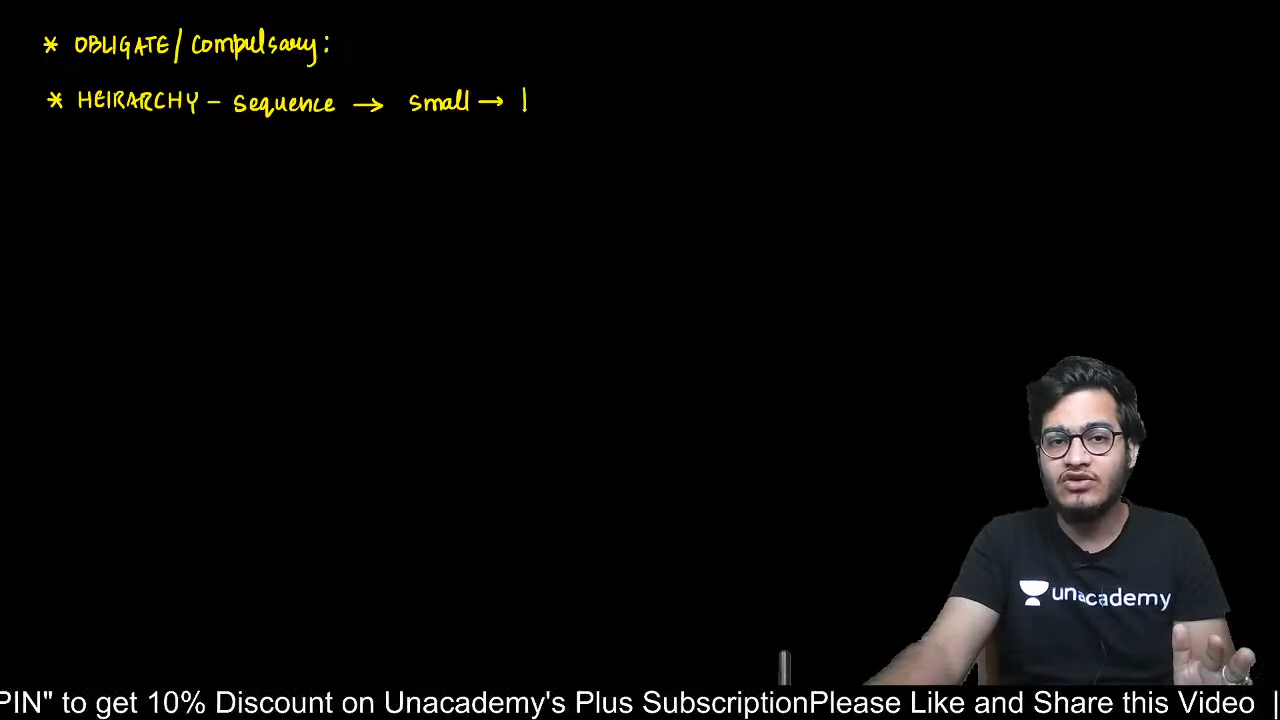 * OBLIGATE/Compulsary:
* HEIRARCHY - Sequence → small → l
unacademy
PIN" to get 10% Discount on Unacademy's Plus SubscriptionPlease Like and Share this Video |